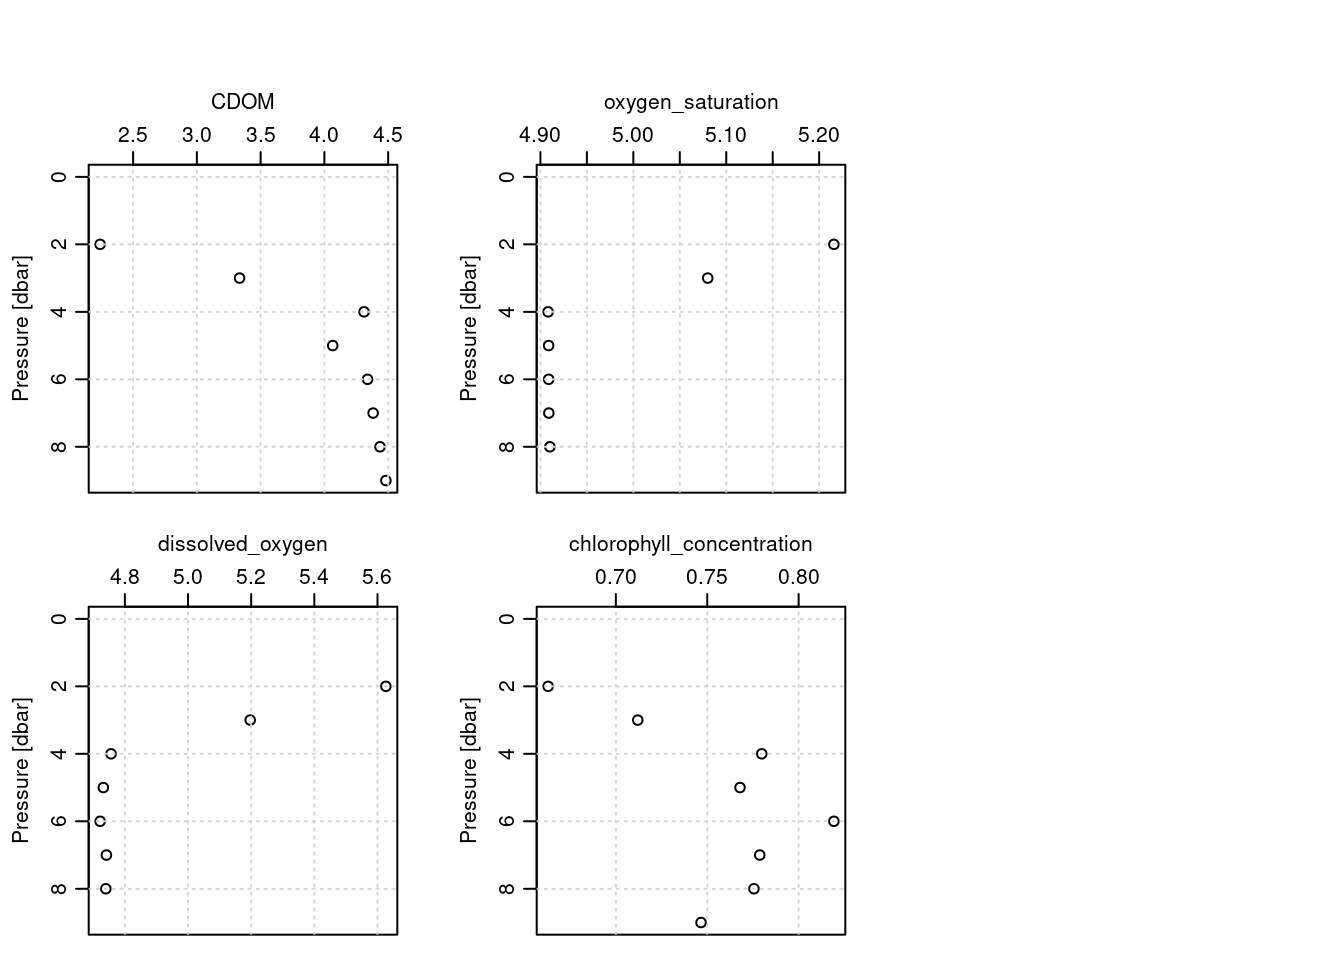 CDOM
2.5 3.0 3.5 4.0 4.5
0
2
4
6
8
Pressure [dbar]
oxygen_saturation
4.90 5.00 5.10 5.20
0
2
4
6
8
Pressure [dbar]
dissolved_oxygen
4.8 5.0 5.2 5.4 5.6
0
2
4
6
8
Pressure [dbar]
chlorophyll_concentration
0.70 0.75 0.80
0
2
4
6
8
Pressure [dbar]